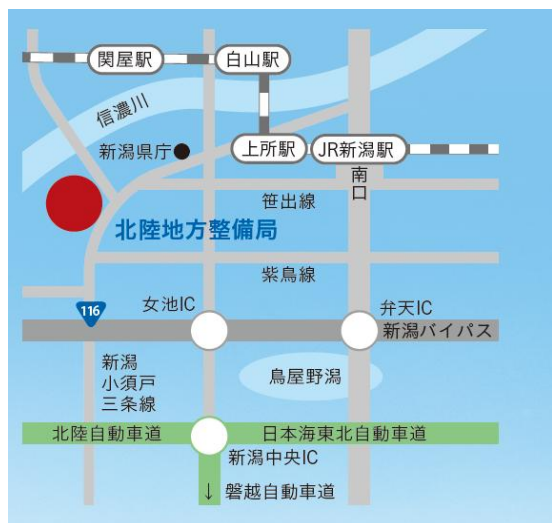 関屋駅
白山駅
信濃川
新潟県庁
上所駅
JR新潟駅
南口
笹出線
北陸地方整備局
紫鳥線
116
女池IC
弁天IC
新潟バイパス
新潟
小須戸
三条線
鳥屋野潟
北陸自動車道
日本海東北自動車道
新潟中央IC
↓ 磐越自動車道